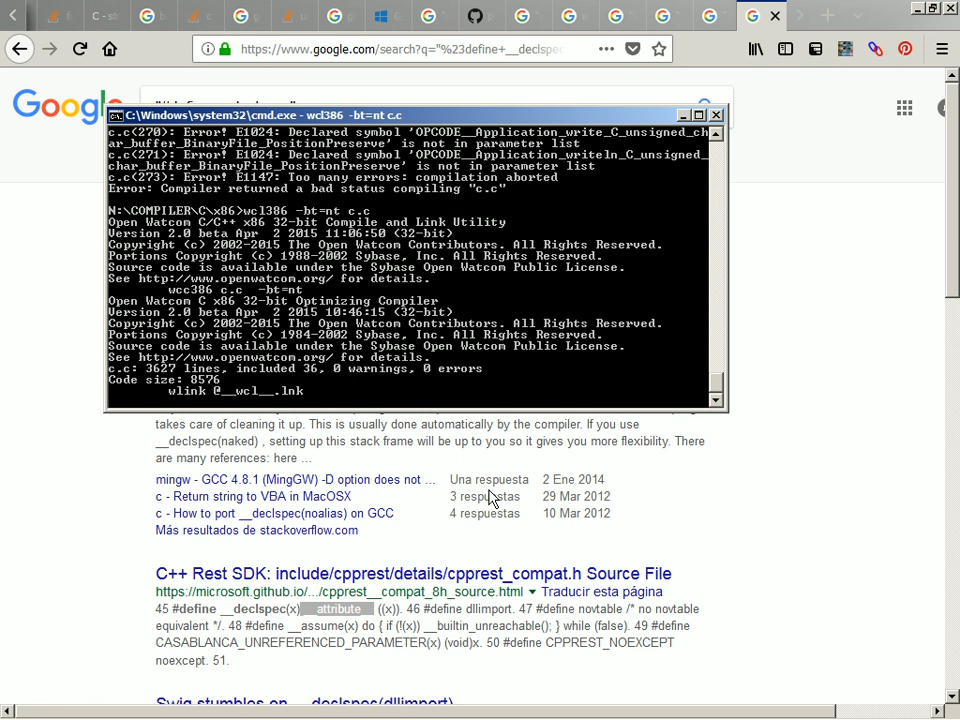 C - st
https://www.google.com/search?q="%23define+__declspe
Google
C:\Windows\system32\cmd.exe - wcl386 -bt=nt c.c
c.c(270): Error! E1024: Declared symbol 'OPCODE__Application_write_C_unsigned_ch
ar_buffer_BinaryFile_PositionPreserve' is not in parameter list
c.c(271): Error! E1024: Declared symbol 'OPCODE__Application_writeln_C_unsigned_
char_buffer_BinaryFile_PositionPreserve' is not in parameter list
c.c(273): Error! E1147: Too many errors: compilation aborted
Error: Compiler returned a bad status compiling "c.c"
N:\COMPILER\C\x86>wcl386 -bt=nt c.c
Open Watcom C/C++ x86 32-bit Compile and Link Utility
Version 2.0 beta Apr  2 2015 11:06:50 (32-bit)
Copyright (c) 2002-2015 The Open Watcom Contributors. All Rights Reserved.
Portions Copyright (c) 1988-2002 Sybase, Inc. All Rights Reserved.
Source code is available under the Sybase Open Watcom Public License.
See http://www.openwatcom.org/ for details.
wcc386 c.c  -bt=nt
Open Watcom C x86 32-bit Optimizing Compiler
Version 2.0 beta Apr  2 2015 10:46:15 (32-bit)
Copyright (c) 2002-2015 The Open Watcom Contributors. All Rights Reserved.
Portions Copyright (c) 1984-2002 Sybase, Inc. All Rights Reserved.
Source code is available under the Sybase Open Watcom Public License.
See http://www.openwatcom.org/ for details.
c.c: 3627 lines, included 36, 0 warnings, 0 errors
Code size: 8576
wlink @__wcl__.lnk
takes care of cleaning it up. This is usually done automatically by the compiler. If you use
__declspec(naked) , setting up this stack frame will be up to you so it gives you more flexibility. There
are many references: here ...
mingw - GCC 4.8.1 (MinGW) -D option does not ... Una respuesta 2 Ene 2014
c - Return string to VBA in MacOSX 3 respuestas 29 Mar 2012
c - How to port __declspec(noalias) on GCC 4 respuestas 10 Mar 2012
Más resultados de stackoverflow.com
C++ Rest SDK: include/cpprest/details/cpprest_compat.h Source File
https://microsoft.github.io/.../cpprest__compat_8h_source.html Traducir esta página
45 #define __declspec(x) __attribute__ ((x)). 46 #define dllimport. 47 #define novtable /* no novtable
equivalent */. 48 #define __assume(x) do { if (!(x)) __builtin_unreachable(); } while (false). 49 #define
CASABLANCA_UNREFERENCED_PARAMETER(x) (void)x. 50 #define CPPREST_NOEXCEPT
noexcept. 51.
Swig stumbles on __declspec(dllimport)